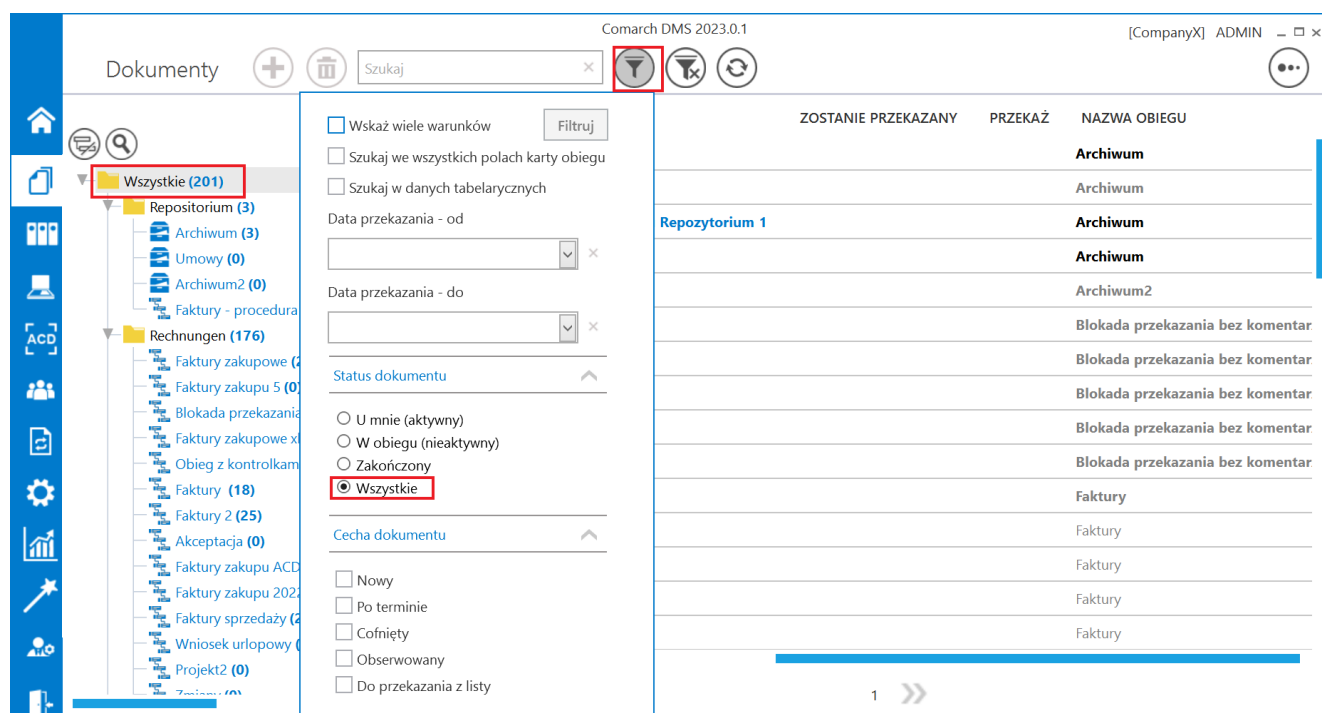 Comarch DMS 2023.0.1
[CompanyX] ADMIN
Dokumenty
Szukaj
ACD
Wszystkie (201)
Repositorium (3)
Archiwum (3)
Umowy (0)
Archiwum2 (0)
Faktury - procedura
Rechnungen (176)
Faktury zakupowe (2
Faktury zakupu 5 (0)
Blokada przekazania
Faktury zakupowe xl
Obieg z kontrolkam
Faktury (18)
Faktury 2 (25)
Akceptacja (0)
Faktury zakupu ACD
Faktury zakupu 2022
Faktury sprzedaży (2
Wniosek urlopowy (
Projekt2 (0)
Zmiany (0)
Wskaż wiele warunków
Filtruj
Szukaj we wszystkich polach karty obiegu
Szukaj w danych tabelarycznych
Data przekazania - od
Data przekazania - do
Status dokumentu
U mnie (aktywny)
W obiegu (nieaktywny)
Zakończony
Wszystkie
Cecha dokumentu
Nowy
Po terminie
Cofnięty
Obserwowany
Do przekazania z listy
ZOSTANIE PRZEKAZANY PRZEKAŻ NAZWA OBIEGU
Archiwum
Archiwum
Repozytorium 1 Archiwum
Archiwum
Archiwum2
Blokada przekazania bez komentar
Blokada przekazania bez komentar
Blokada przekazania bez komentar
Blokada przekazania bez komentar
Blokada przekazania bez komentar
Faktury
Faktury
Faktury
Faktury
Faktury
1